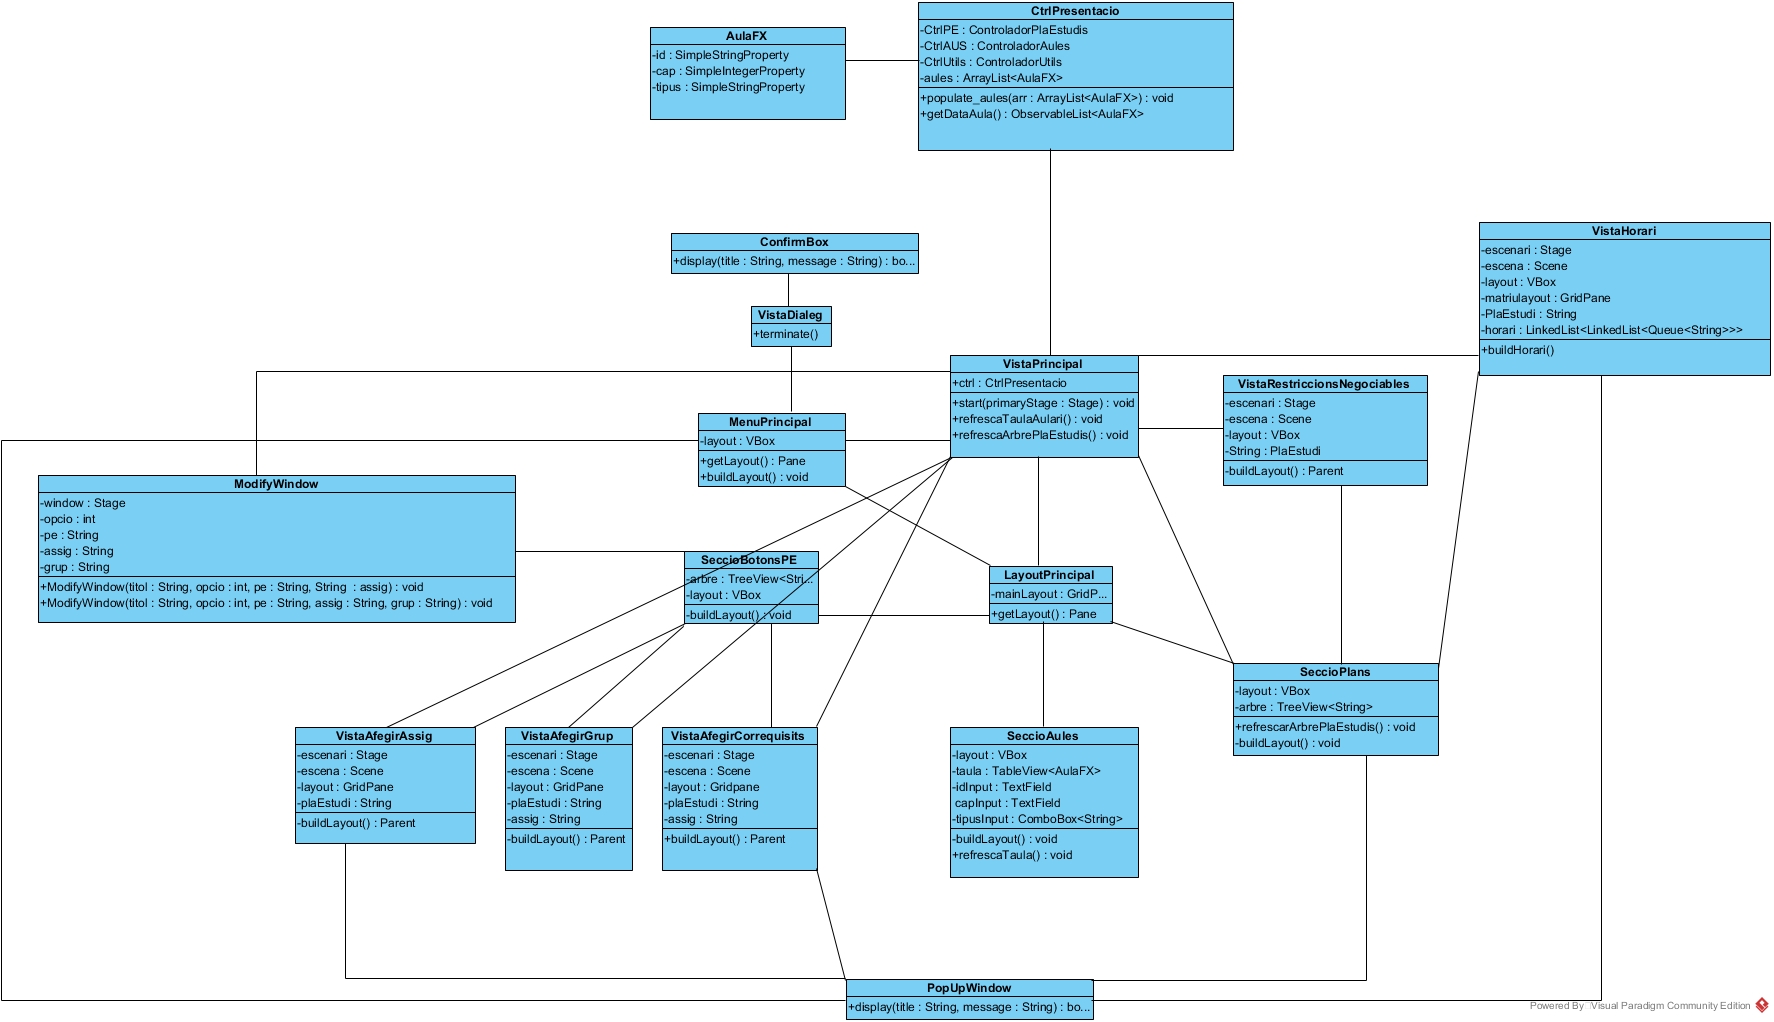 CtrlPresentacio
-CtrlPE : ControladorPlaEstudis
-CtrlAUS : ControladorAules
-CtrlUtils : ControladorUtils
-aules : ArrayList<AulaFX>
+populate_aules(arr : ArrayList<AulaFX>) : void
+getDataAula() : ObservableList<AulaFX>
AulaFX
-id : SimpleStringProperty
-cap : SimpleIntegerProperty
-tipus : SimpleStringProperty
ConfirmBox
+display(title : String, message : String) : bo...
VistaDialeg
+terminate()
VistaHorari
-escenari : Stage
-escena : Scene
-layout : VBox
-matriulayout : GridPane
-PlaEstudi : String
-horari : LinkedList<LinkedList<Queue<String>>>
+buildHorari()
VistaPrincipal
+ctrl : CtrlPresentacio
+start(primaryStage : Stage) : void
+refrescaTaulaAulari() : void
+refrescaArbrePlaEstudis() : void
VistaRestriccionsNegociables
-escenari : Stage
-escena : Scene
-layout : VBox
-String : PlaEstudi
-buildLayout() : Parent
MenuPrincipal
-layout : VBox
+getLayout() : Pane
+buildLayout() : void
ModifyWindow
-window : Stage
-opcio : int
-pe : String
-assig : String
-grup : String
+ModifyWindow(titol : String, opcio : int, pe : String, String : assig) : void
+ModifyWindow(titol : String, opcio : int, pe : String, assig : String, grup : String) : void
SeccioBotonsPE
-arbre : TreeView<Stri...
-layout : VBox
-buildLayout() : void
LayoutPrincipal
-mainLayout : GridP...
+getLayout() : Pane
SeccioPlans
-layout : VBox
-arbre : TreeView<String>
+refrescarArbrePlaEstudis() : void
-buildLayout() : void
VistaAfegirAssig
-escenari : Stage
-escena : Scene
-layout : GridPane
-plaEstudi : String
-buildLayout() : Parent
VistaAfegirGrup
-escenari : Stage
-escena : Scene
-layout : GridPane
-plaEstudi : String
-assig : String
-buildLayout() : Parent
VistaAfegirCorrequisits
-escenari : Stage
-escena : Scene
-layout : Gridpane
-plaEstudi : String
-assig : String
+buildLayout() : Parent
SeccioAules
-layout : VBox
-taula : TableView<AulaFX>
-idInput : TextField
capInput : TextField
-tipusInput : ComboBox<String>
-buildLayout() : void
+refrescaTaula() : void
PopUpWindow
+display(title : String, message : String) : bo...
Powered By Visual Paradigm Community Edition